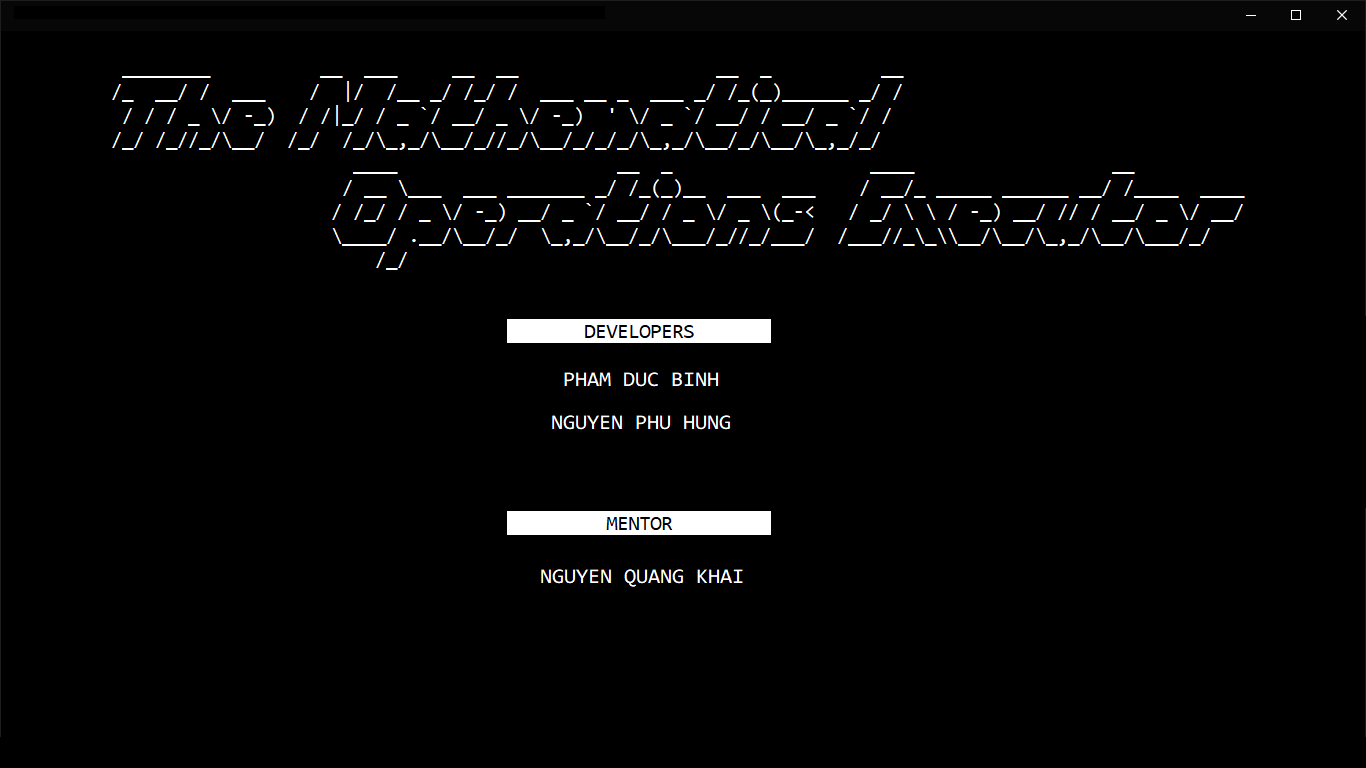 The Mathematical
Operations Executor
DEVELOPERS
PHAM DUC BINH
NGUYEN PHU HUNG
MENTOR
NGUYEN QUANG KHAI